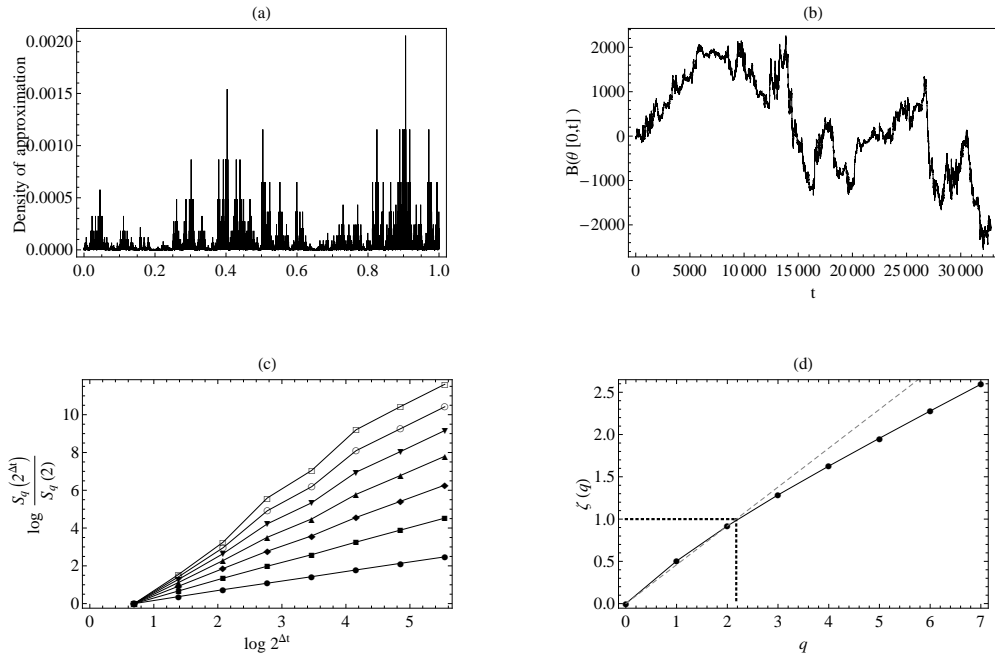 (a)
Density of approximation
0.0020
0.0015
0.0010
0.0005
0.0000
0.0 0.2 0.4 0.6 0.8 1.0
(b)
B(θ [0,t] )
2000
1000
0
−1000
−2000
0 5000 10 000 15 000 20 000 25 000 30 000
t
(c)
log S_q (2^Δt) / S_q (2)
10
8
6
4
2
0
0 1 2 3 4 5
log 2^Δt
(d)
ζ (q)
2.5
2.0
1.5
1.0
0.5
0.0
0 1 2 3 4 5 6 7
q